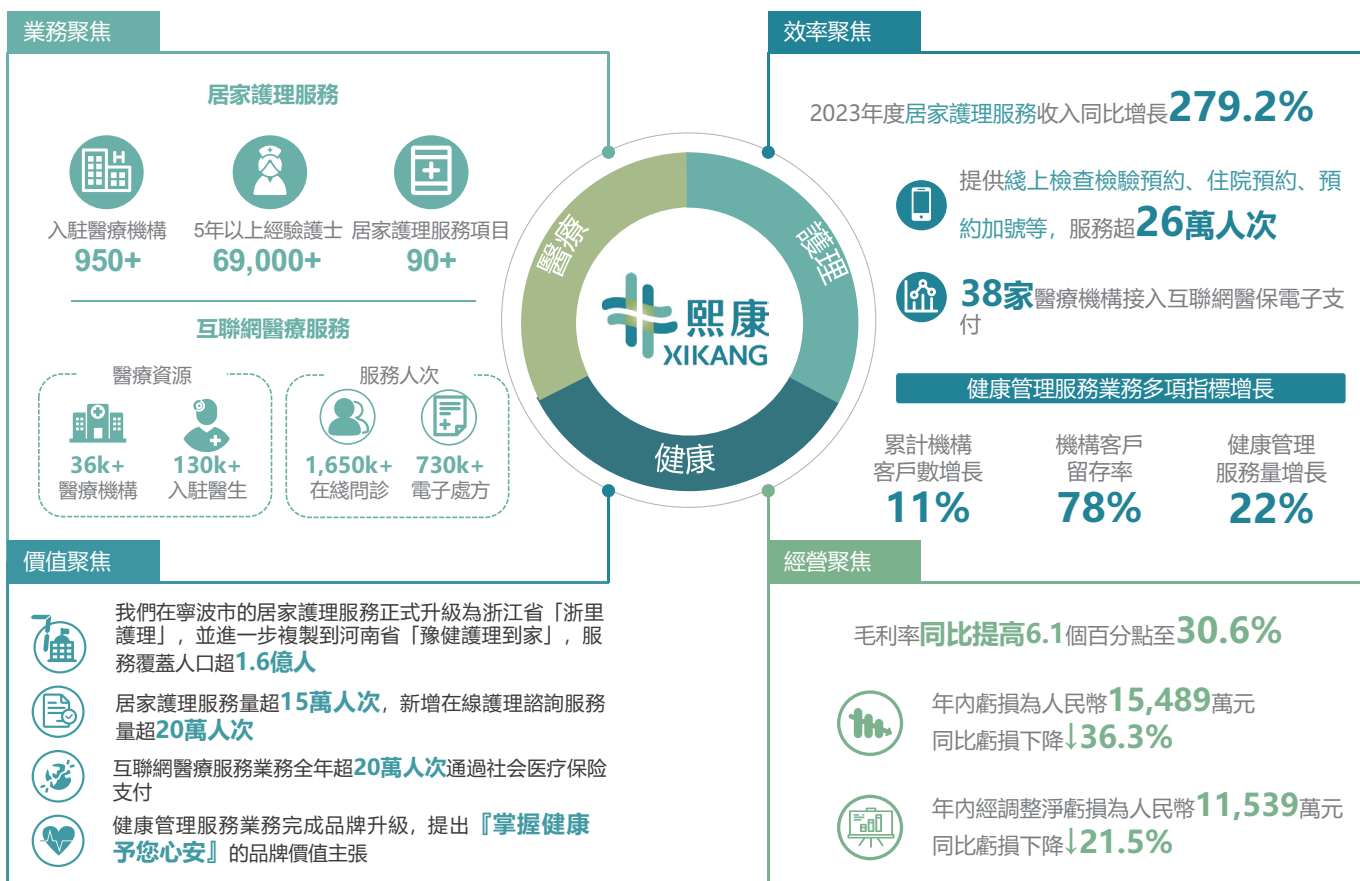 業務聚焦
居家護理服務
入駐醫療機構
950+
5年以上經驗護士
69,000+
居家護理服務項目
90+
互聯網醫療服務
醫療資源
36k+
醫療機構
130k+
入駐醫生
服務人次
1,650k+
在綫問診
730k+
電子處方
醫療
護理
健康
熙康
XIKANG
效率聚焦
2023年度居家護理服務收入同比增長279.2%
提供綫上檢查檢驗預約、住院預約、預
約加號等，服務超26萬人次
38家醫療機構接入互聯網醫保電子支
付
健康管理服務業務多項指標增長
累計機構
客戶數增長
11%
機構客戶
留存率
78%
健康管理
服務量增長
22%
價值聚焦
我們在寧波市的居家護理服務正式升級為浙江省「浙里
護理」，並進一步複製到河南省「豫健護理到家」，服
務覆蓋人口超1.6億人
居家護理服務量超15萬人次，新增在線護理諮詢服務
量超20萬人次
互聯網醫療服務業務全年超20萬人次通過社会医疗保险
支付
健康管理服務業務完成品牌升級，提出『掌握健康
予您心安』的品牌價值主張
經營聚焦
毛利率同比提高6.1個百分點至30.6%
年內虧損為人民幣15,489萬元
同比虧損下降↓36.3%
年內經調整淨虧損為人民幣11,539萬元
同比虧損下降↓21.5%